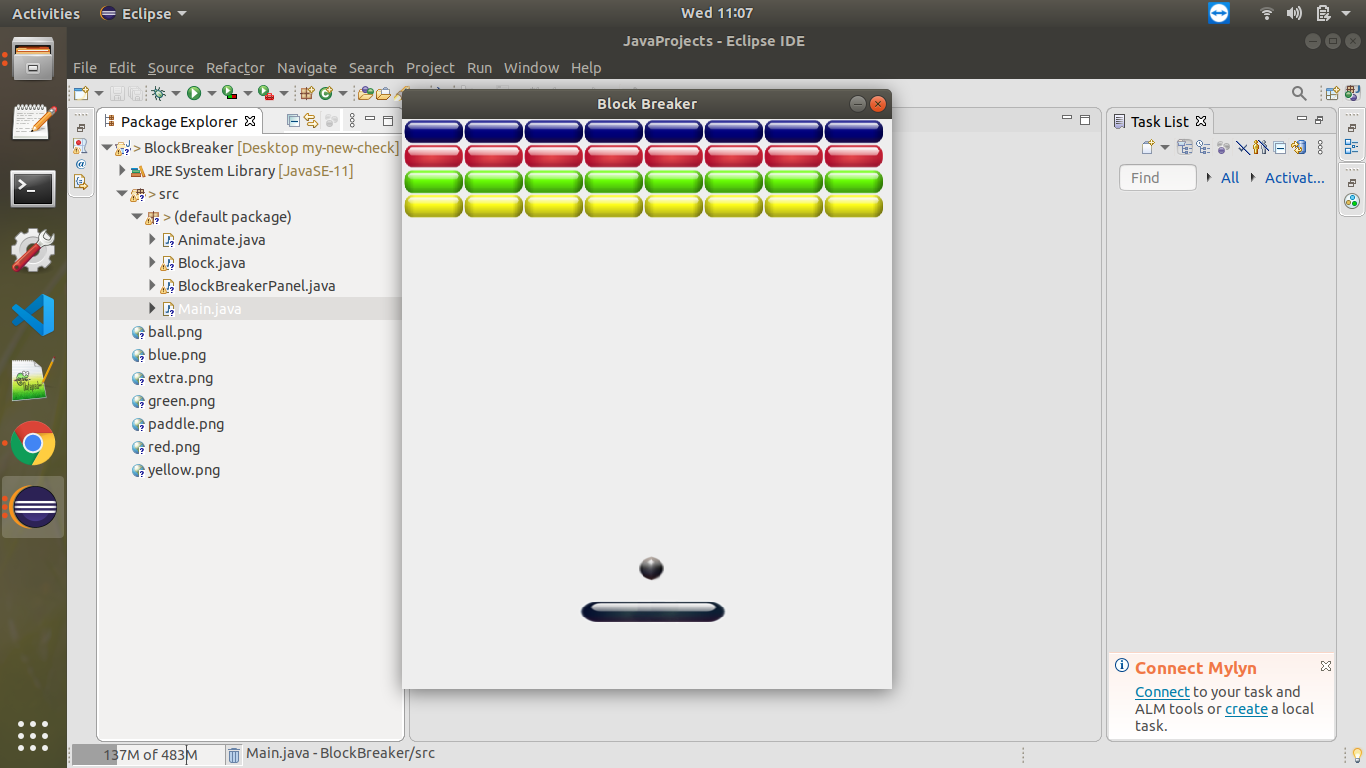 Activities Eclipse Wed 11:07
JavaProjects - Eclipse IDE
File Edit Source Refactor Navigate Search Project Run Window Help
Package Explorer
Block Breaker
Task List
> BlockBreaker [Desktop my-new-check]
JRE System Library [JavaSE-11]
> src
> (default package)
Animate.java
Block.java
BlockBreakerPanel.java
Main.java
ball.png
blue.png
extra.png
green.png
paddle.png
red.png
yellow.png
Find All Activat...
Connect Mylyn
Connect to your task and
ALM tools or create a local
task.
137M of 483M Main.java - BlockBreaker/src